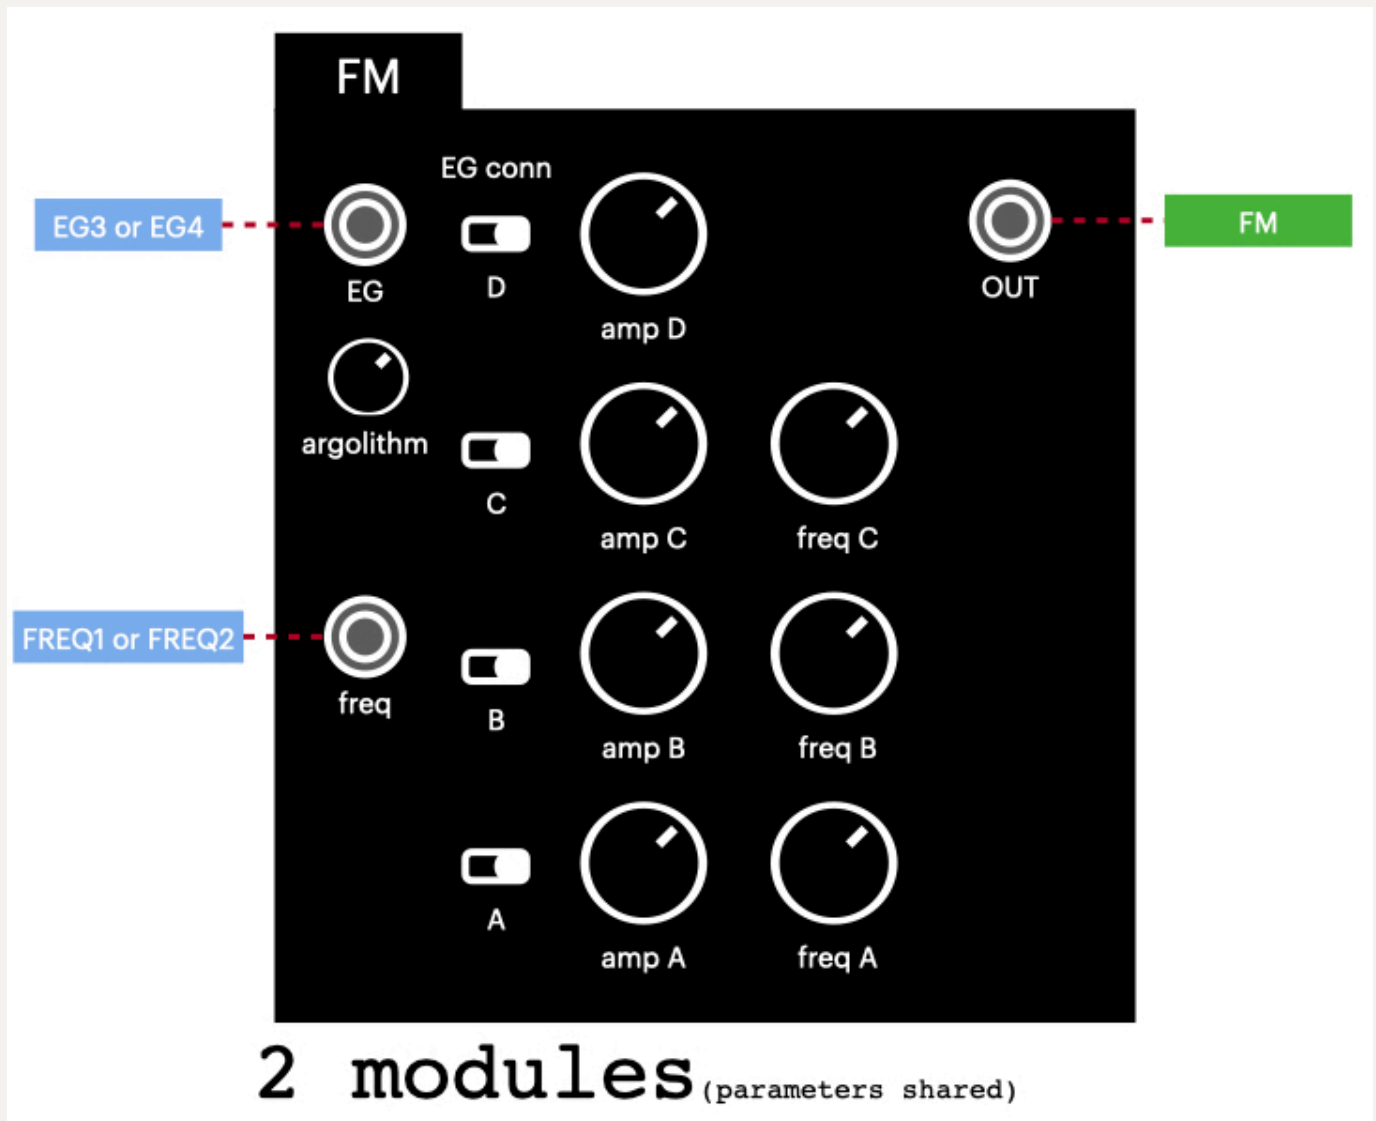 FM
EG conn
EG3 or EG4
FM
EG
D
OUT
amp D
argolithm
C
amp C
freq C
FREQ1 or FREQ2
freq
B
amp B
freq B
A
amp A
freq A
2 modules(parameters shared)